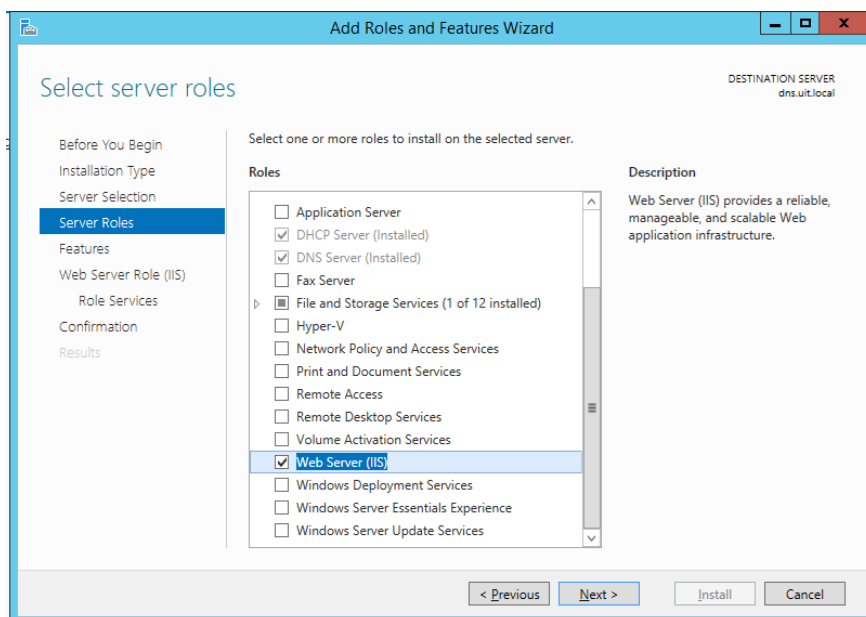 Add Roles and Features Wizard
Select server roles
DESTINATION SERVER
dns.uit.local
Before You Begin
Installation Type
Server Selection
Server Roles
Features
Web Server Role (IIS)
Role Services
Confirmation
Results
Select one or more roles to install on the selected server.
Roles
Application Server
DHCP Server (Installed)
DNS Server (Installed)
Fax Server
File and Storage Services (1 of 12 installed)
Hyper-V
Network Policy and Access Services
Print and Document Services
Remote Access
Remote Desktop Services
Volume Activation Services
Web Server (IIS)
Windows Deployment Services
Windows Server Essentials Experience
Windows Server Update Services
Description
Web Server (IIS) provides a reliable,
manageable, and scalable Web
application infrastructure.
< Previous
Next >
Install
Cancel